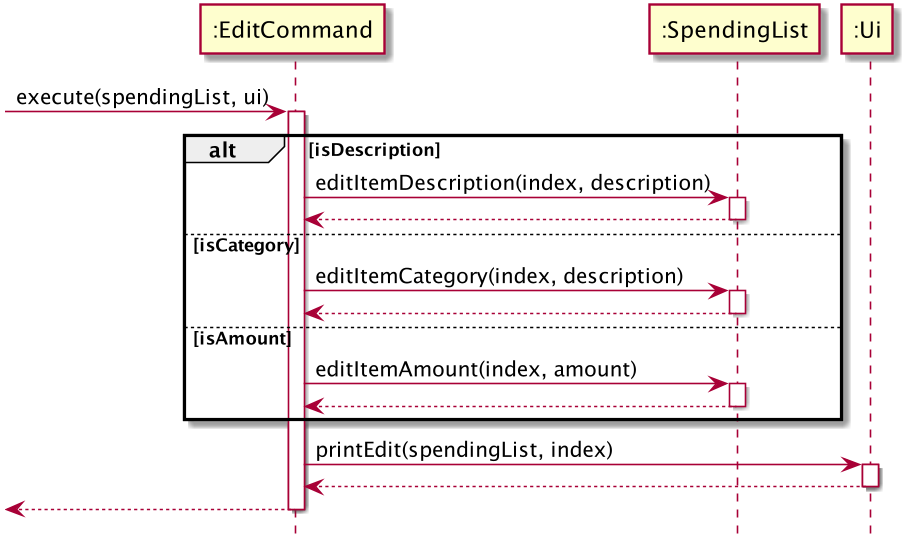 :EditCommand
:SpendingList
:Ui
execute(spendingList, ui)
alt
[isDescription]
editItemDescription(index, description)
[isCategory]
editItemCategory(index, description)
[isAmount]
editItemAmount(index, amount)
printEdit(spendingList, index)